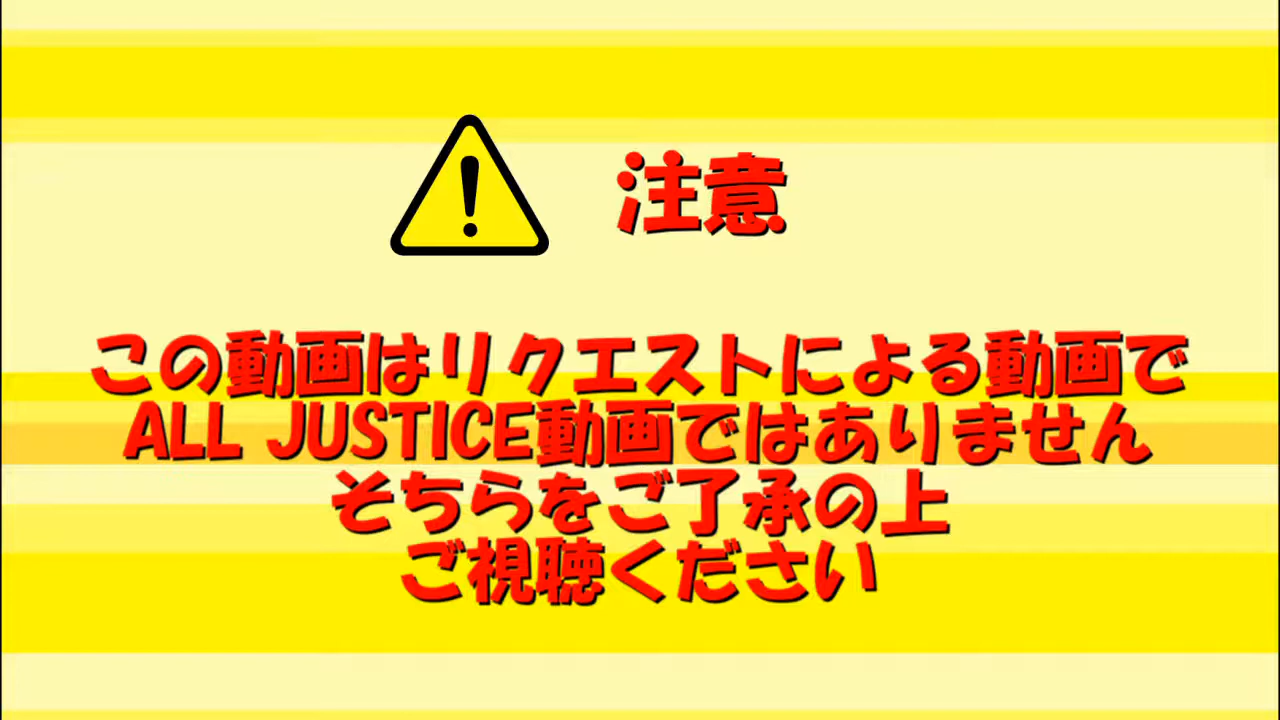 注意
この動画はリクエストによる動画で
ALL JUSTICE動画ではありません
そちらをご了承の上
ご視聴ください